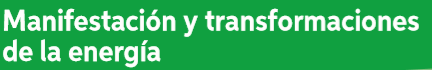 Manifestación y transformaciones
de la energía